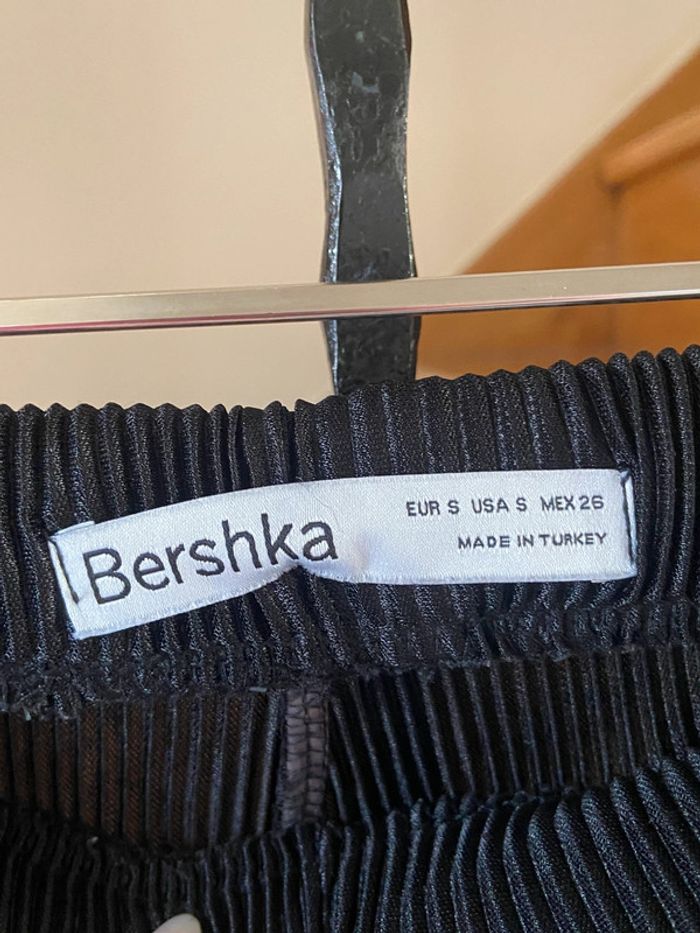 Bershka
EUR S USA S MEX 26
MADE IN TURKEY